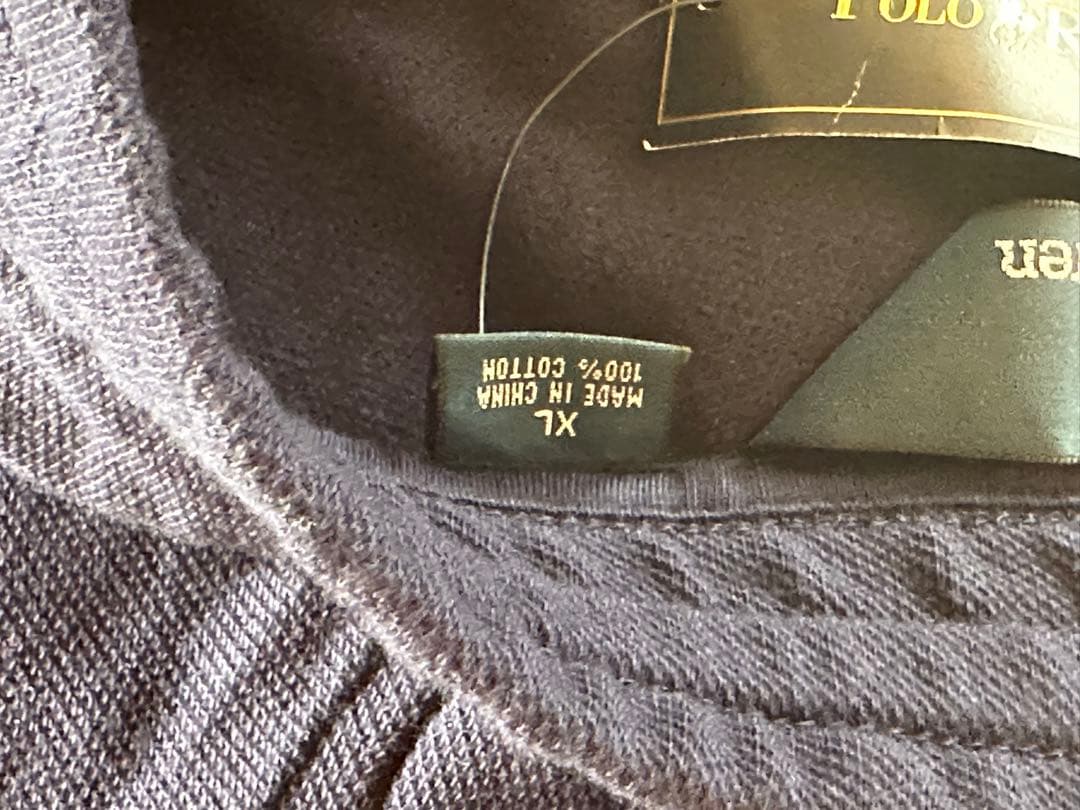 POLO R
XL
MADE IN CHINA
100% COTTON